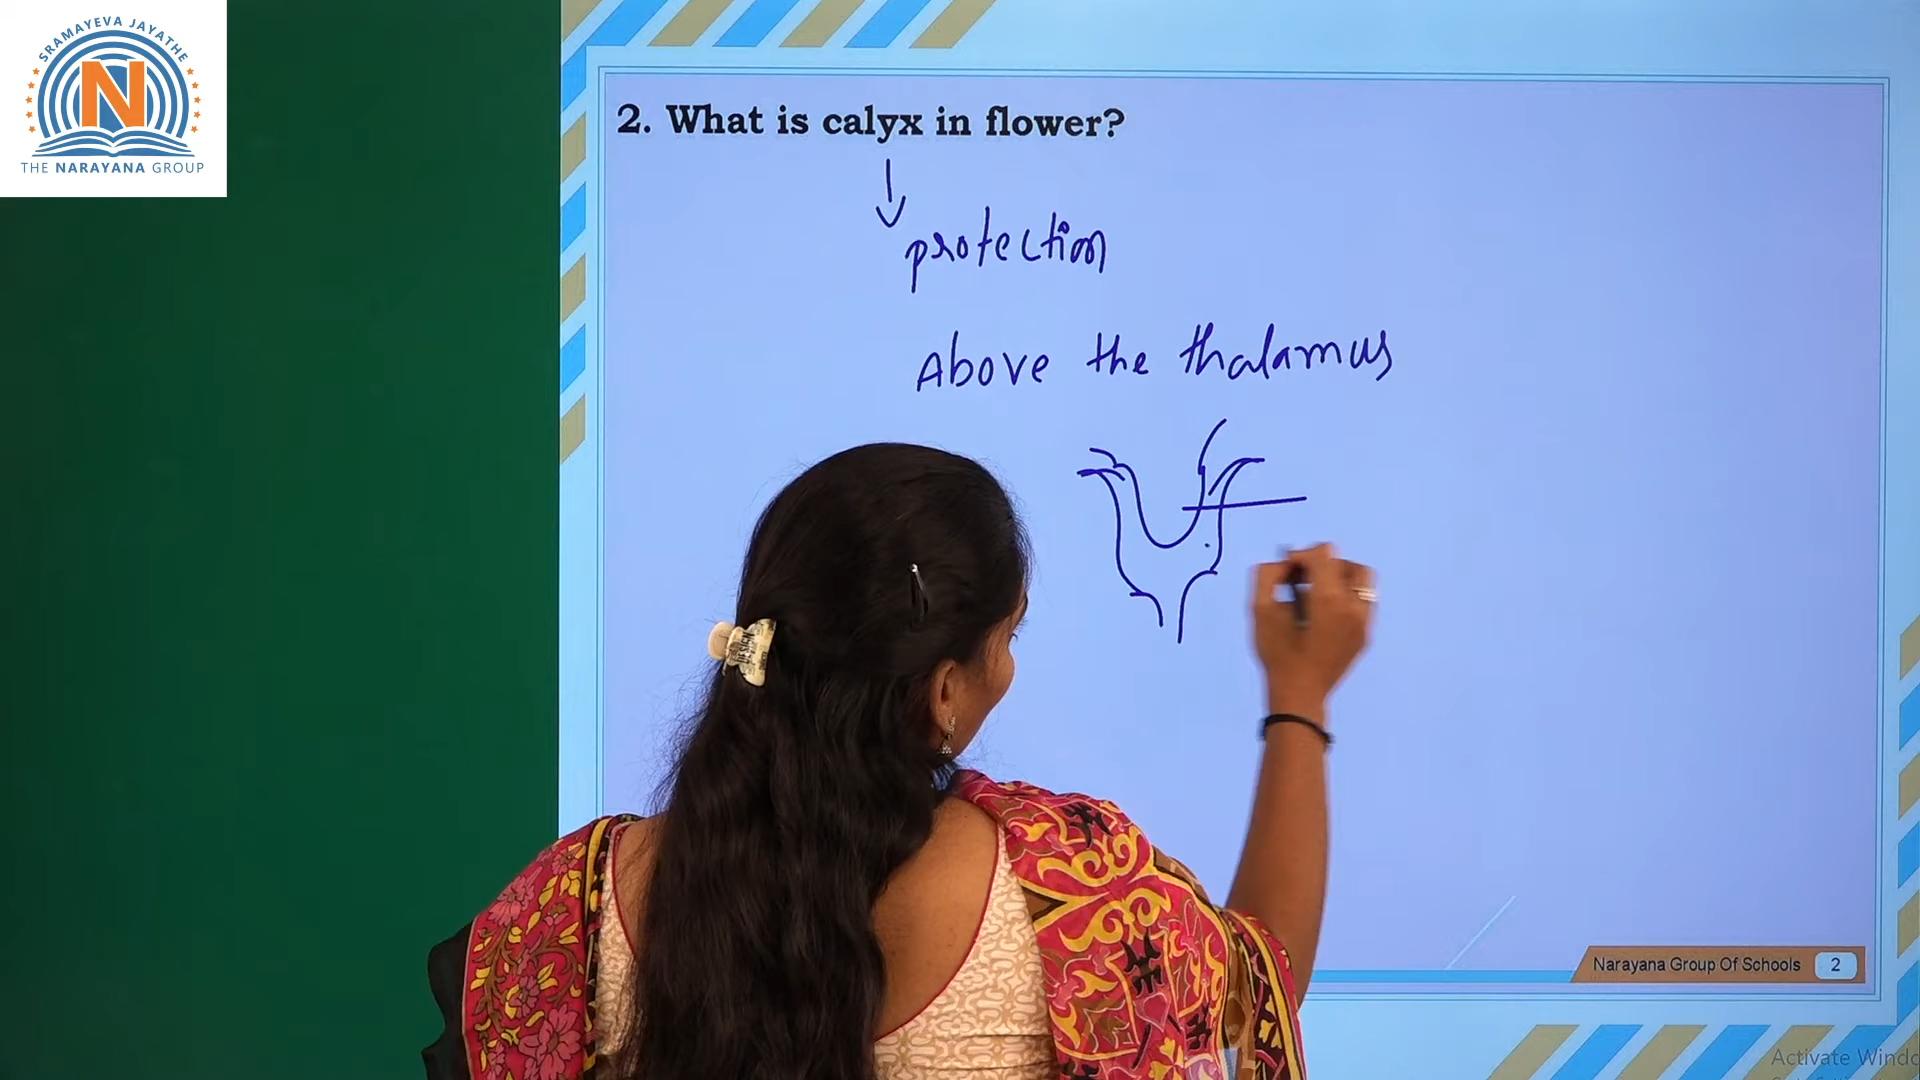 SRAMAYEVA JAYATHE
N
THE NARAYANA GROUP
2. What is calyx in flower?
protection
Above the thalamus
Narayana Group Of Schools 2
Activate Windo